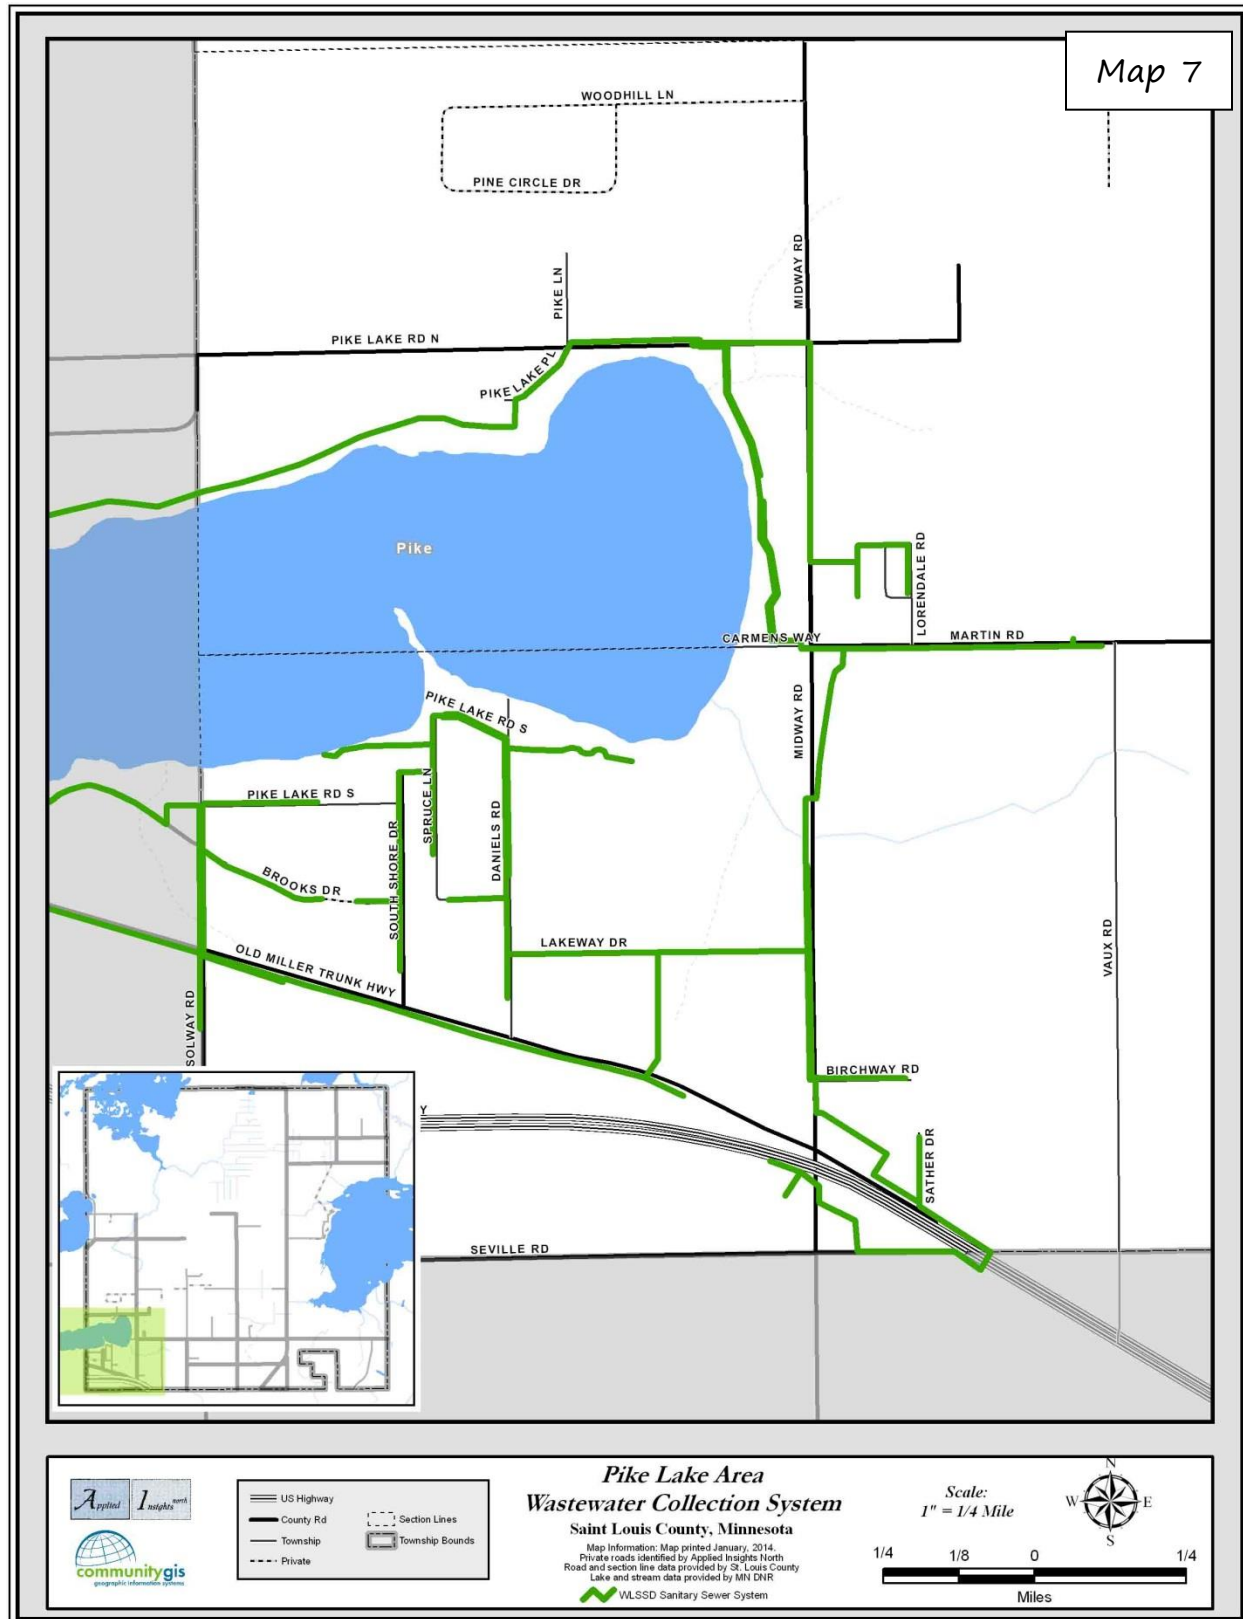 Map 7
WOODHILL LN
PINE CIRCLE DR
MIDWAY RD
PIKE LN
PIKE LAKE RD N
PIKE LAKE PL
Pike
LORENDALE RD
CARMENS WAY
MARTIN RD
MIDWAY RD
PIKE LAKE RD S
PIKE LAKE RD S
SPRUCE LN
SOUTH SHORE DR
DANIELS RD
BROOKS DR
LAKEWAY DR
OLD MILLER TRUNK HWY
VAUX RD
SOLWAY RD
BIRCHWAY RD
Y
SATHER DR
SEVILLE RD
Applied Insights north
communitygis
geographic information systems
US Highway
County Rd
Township
Private
Section Lines
Township Bounds
Pike Lake Area
Wastewater Collection System
Saint Louis County, Minnesota
Map Information: Map printed January, 2014.
Private roads identified by Applied Insights North
Road and section line data provided by St. Louis County
Lake and stream data provided by MN DNR
WLSSD Sanitary Sewer System
Scale:
1" = 1/4 Mile
N
W E
S
1/4 1/8 0 1/4
Miles